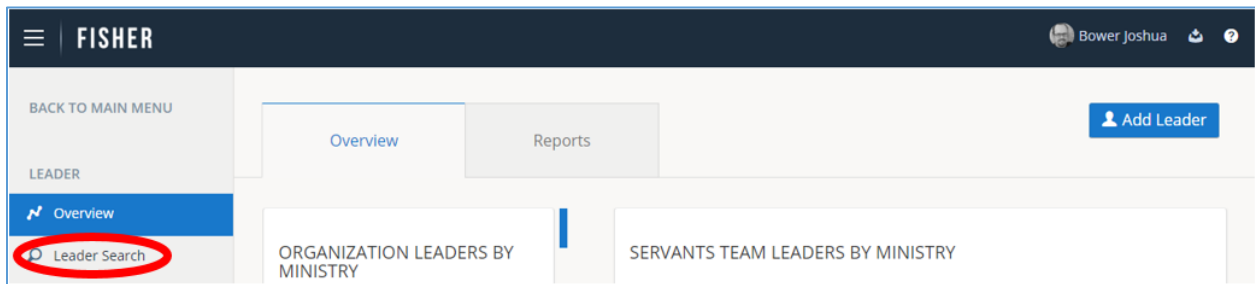 FISHER
Bower Joshua
BACK TO MAIN MENU
LEADER
Overview
Leader Search
Overview
Reports
Add Leader
ORGANIZATION LEADERS BY
MINISTRY
SERVANTS TEAM LEADERS BY MINISTRY